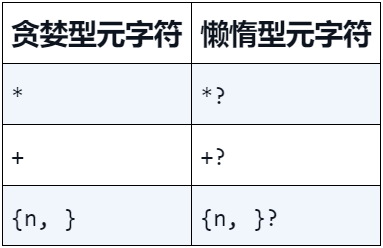 贪婪型元字符 懒惰型元字符
* *?
+ +?
{n, } {n, }?